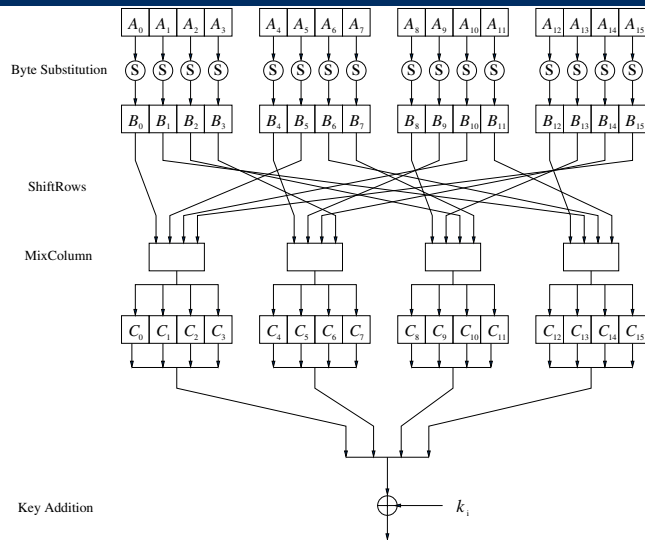 A₀ A₁ A₂ A₃ A₄ A₅ A₆ A₇ A₈ A₉ A₁₀ A₁₁ A₁₂ A₁₃ A₁₄ A₁₅
Byte Substitution S S S S S S S S S S S S S S S S
B₀ B₁ B₂ B₃ B₄ B₅ B₆ B₇ B₈ B₉ B₁₀ B₁₁ B₁₂ B₁₃ B₁₄ B₁₅
ShiftRows
MixColumn
C₀ C₁ C₂ C₃ C₄ C₅ C₆ C₇ C₈ C₉ C₁₀ C₁₁ C₁₂ C₁₃ C₁₄ C₁₅
Key Addition kᵢ